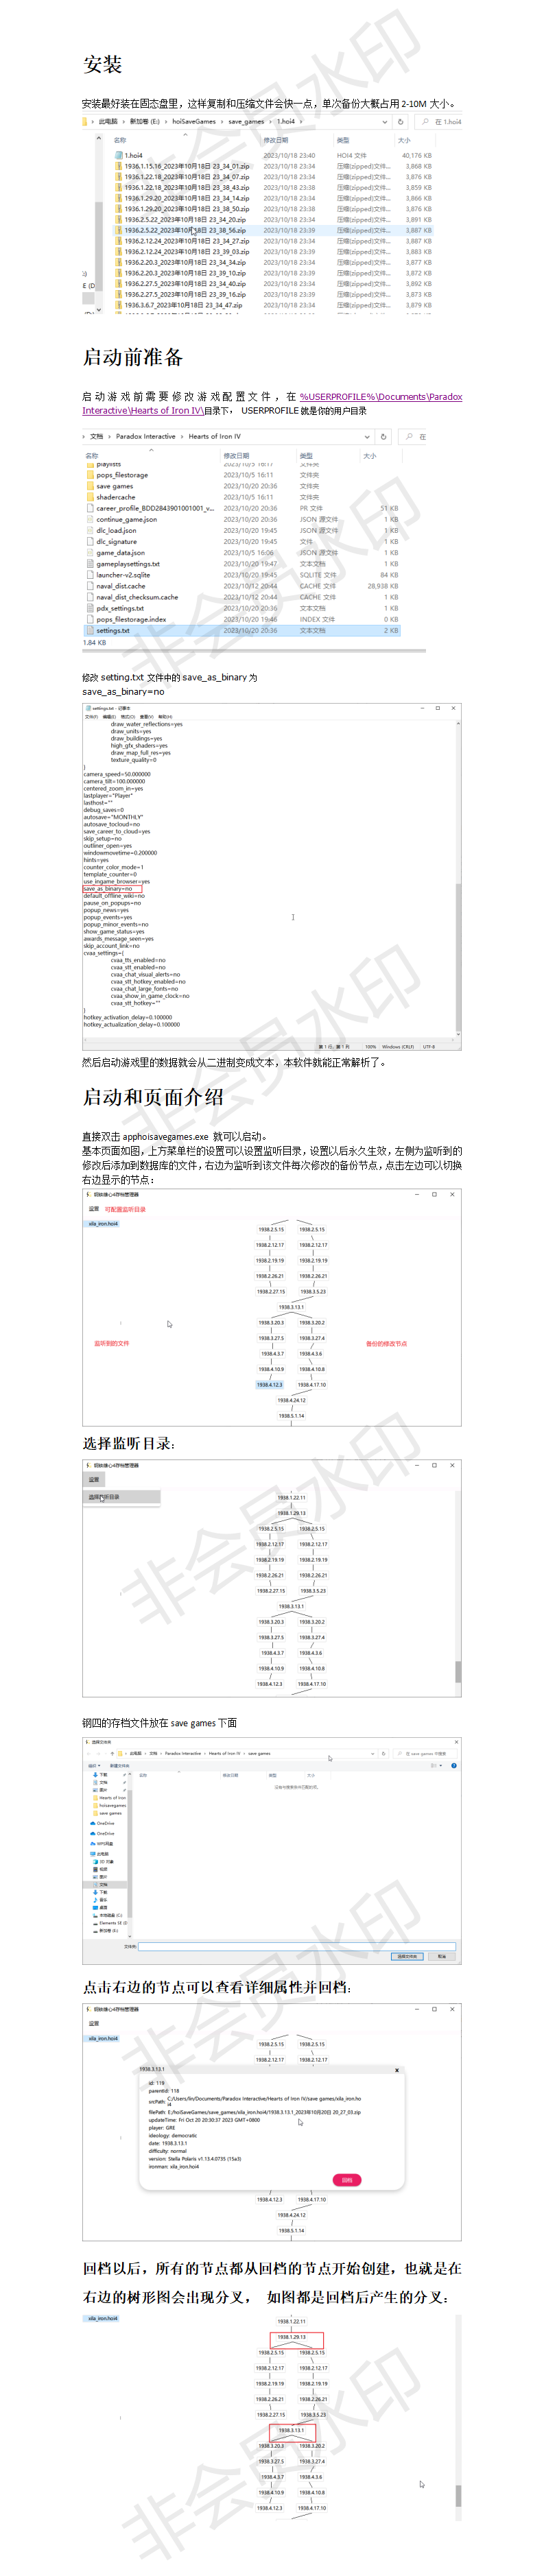 安装
安装最好装在固态盘里，这样复制和压缩文件会快一点，单次备份大概占用 2-10M 大小。
此电脑 › 新加卷 (E:) › hoiSaveGames › save_games › 1.hoi4 ›
在 1.hoi4
名称 修改日期 类型 大小
1.hoi4 2023/10/18 23:40 HOI4 文件 40,176 KB
1936.1.15.16_2023年10月18日 23_34_01.zip 2023/10/18 23:34 压缩(zipped)文件... 3,868 KB
1936.1.22.18_2023年10月18日 23_34_07.zip 2023/10/18 23:34 压缩(zipped)文件... 3,876 KB
1936.1.22.18_2023年10月18日 23_38_43.zip 2023/10/18 23:38 压缩(zipped)文件... 3,859 KB
1936.1.29.20_2023年10月18日 23_34_14.zip 2023/10/18 23:34 压缩(zipped)文件... 3,866 KB
1936.1.29.20_2023年10月18日 23_38_50.zip 2023/10/18 23:38 压缩(zipped)文件... 3,876 KB
1936.2.5.22_2023年10月18日 23_34_20.zip 2023/10/18 23:34 压缩(zipped)文件... 3,891 KB
1936.2.5.22_2023年10月18日 23_38_56.zip 2023/10/18 23:39 压缩(zipped)文件... 3,887 KB
1936.2.12.24_2023年10月18日 23_34_27.zip 2023/10/18 23:34 压缩(zipped)文件... 3,887 KB
1936.2.12.24_2023年10月18日 23_39_03.zip 2023/10/18 23:39 压缩(zipped)文件... 3,883 KB
1936.2.20.3_2023年10月18日 23_34_34.zip 2023/10/18 23:34 压缩(zipped)文件... 3,877 KB
1936.2.20.3_2023年10月18日 23_39_10.zip 2023/10/18 23:39 压缩(zipped)文件... 3,872 KB
1936.2.27.5_2023年10月18日 23_34_40.zip 2023/10/18 23:34 压缩(zipped)文件... 3,892 KB
1936.2.27.5_2023年10月18日 23_39_16.zip 2023/10/18 23:39 压缩(zipped)文件... 3,873 KB
1936.3.6.7_2023年10月18日 23_34_47.zip 2023/10/18 23:34 压缩(zipped)文件... 3,879 KB
启动前准备
启动游戏前需要修改游戏配置文件，在 %USERPROFILE%\Documents\Paradox
Interactive\Hearts of Iron IV\目录下， USERPROFILE 就是你的用户目录
文档 › Paradox Interactive › Hearts of Iron IV
名称 修改日期 类型 大小
playlists 2023/10/5 16:17 文件夹
pops_filestorage 2023/10/5 16:11 文件夹
save games 2023/10/20 20:36 文件夹
shadercache 2023/10/5 16:11 文件夹
career_profile_BDD2843901001001_v... 2023/10/20 20:36 PR 文件 51 KB
continue_game.json 2023/10/20 20:36 JSON 源文件 1 KB
dlc_load.json 2023/10/20 19:45 JSON 源文件 1 KB
dlc_signature 2023/10/20 19:45 文件 1 KB
game_data.json 2023/10/5 16:06 JSON 源文件 1 KB
gameplaysettings.txt 2023/10/20 19:47 文本文档 1 KB
launcher-v2.sqlite 2023/10/20 19:45 SQLITE 文件 84 KB
naval_dist.cache 2023/10/12 20:44 CACHE 文件 28,938 KB
naval_dist_checksum.cache 2023/10/12 20:44 CACHE 文件 1 KB
pdx_settings.txt 2023/10/20 20:36 文本文档 1 KB
pops_filestorage.index 2023/10/20 19:46 INDEX 文件 0 KB
settings.txt 2023/10/20 20:36 文本文档 2 KB
1.84 KB
修改 setting.txt 文件中的 save_as_binary 为
save_as_binary=no
settings.txt - 记事本
文件(F) 编辑(E) 格式(O) 查看(V) 帮助(H)
draw_water_reflections=yes
draw_units=yes
draw_buildings=yes
high_gfx_shaders=yes
draw_map_full_res=yes
texture_quality=0
}
camera_speed=50.000000
camera_tilt=100.000000
centered_zoom_in=yes
lastplayer="Player"
lasthost=""
debug_saves=0
autosave="MONTHLY"
autosave_tocloud=no
save_career_to_cloud=yes
skip_setup=no
outliner_open=yes
windowmovetime=0.200000
hints=yes
counter_color_mode=1
template_counter=0
use_ingame_browser=yes
save_as_binary=no
default_offline_wiki=no
pause_on_popups=no
popup_news=yes
popup_events=yes
popup_minor_events=no
show_game_status=yes
awards_message_seen=yes
skip_account_link=no
cvaa_settings={
cvaa_tts_enabled=no
cvaa_stt_enabled=no
cvaa_chat_visual_alerts=no
cvaa_stt_hotkey_enabled=no
cvaa_chat_large_fonts=no
cvaa_show_in_game_clock=no
cvaa_stt_hotkey=""
}
hotkey_activation_delay=0.100000
hotkey_actualization_delay=0.100000
第 1 行，第 1 列 100% Windows (CRLF) UTF-8
然后启动游戏里的数据就会从二进制变成文本，本软件就能正常解析了。
启动和页面介绍
直接双击 apphoisavegames.exe 就可以启动。
基本页面如图，上方菜单栏的设置可以设置监听目录，设置以后永久生效，左侧为监听到的
修改后添加到数据库的文件，右边为监听到该文件每次修改的备份节点，点击左边可以切换
右边显示的节点：
钢铁雄心4存档管理器
设置 可配置监听目录
xila_iron.hoi4
1938.2.5.15 1938.2.5.15
1938.2.12.17 1938.2.12.17
1938.2.19.19 1938.2.19.19
1938.2.26.21 1938.2.26.21
1938.2.27.15 1938.3.5.23
1938.3.13.1
1938.3.20.3 1938.3.20.2
1938.3.27.5 1938.3.27.4
监听到的文件 备份的修改节点
1938.4.3.7 1938.4.3.6
1938.4.10.9 1938.4.10.8
1938.4.12.3 1938.4.17.10
1938.4.24.12
1938.5.1.14
选择监听目录：
钢铁雄心4存档管理器
设置
选择监听目录
1938.1.22.11
1938.1.29.13
1938.2.5.15 1938.2.5.15
1938.2.12.17 1938.2.12.17
1938.2.19.19 1938.2.19.19
1938.2.26.21 1938.2.26.21
1938.2.27.15 1938.3.5.23
1938.3.13.1
1938.3.20.3 1938.3.20.2
1938.3.27.5 1938.3.27.4
1938.4.3.7 1938.4.3.6
1938.4.10.9 1938.4.10.8
1938.4.12.3 1938.4.17.10
钢四的存档文件放在 save games 下面
选择文件夹
此电脑 › 文档 › Paradox Interactive › Hearts of Iron IV › save games
组织 新建文件夹
名称 修改日期 类型 大小
没有与搜索条件匹配的项。
下载
文档
图片
Hearts of Iron
hoisavegames
save games
OneDrive
OneDrive
WPS网盘
此电脑
3D 对象
视频
图片
文档
下载
音乐
桌面
本地磁盘 (C:)
Elements SE (D
新加卷 (E:)
文件夹:
选择文件夹 取消
点击右边的节点可以查看详细属性并回档：
钢铁雄心4存档管理器
设置
xila_iron.hoi4
1938.2.5.15 1938.2.5.15
1938.2.12.17 1938.2.12.17
1938.3.13.1 x
id: 119
parentId: 118
srcPath: C:/Users/lin/Documents/Paradox Interactive/Hearts of Iron IV/save games/xila_iron.ho
i4
filePath: E:/hoiSaveGames/save_games/xila_iron.hoi4/1938.3.13.1_2023年10月20日 20_27_03.zip
updateTime: Fri Oct 20 20:30:37 2023 GMT+0800
player: GRE
ideology: democratic
date: 1938.3.13.1
difficulty: normal
version: Stella Polaris v1.13.4.0735 (15a3)
ironman: xila_iron.hoi4
回档
1938.4.12.3 1938.4.17.10
1938.4.24.12
1938.5.1.14
回档以后，所有的节点都从回档的节点开始创建，也就是在
右边的树形图会出现分叉， 如图都是回档后产生的分叉：
xila_iron.hoi4
1938.1.22.11
1938.1.29.13
1938.2.5.15 1938.2.5.15
1938.2.12.17 1938.2.12.17
1938.2.19.19 1938.2.19.19
1938.2.26.21 1938.2.26.21
1938.2.27.15 1938.3.5.23
1938.3.13.1
1938.3.20.3 1938.3.20.2
1938.3.27.5 1938.3.27.4
1938.4.3.7 1938.4.3.6
1938.4.10.9 1938.4.10.8
1938.4.12.3 1938.4.17.10
非会员水印
非会员水印
非会员水印
非会员水印
非会员水印
非会员水印